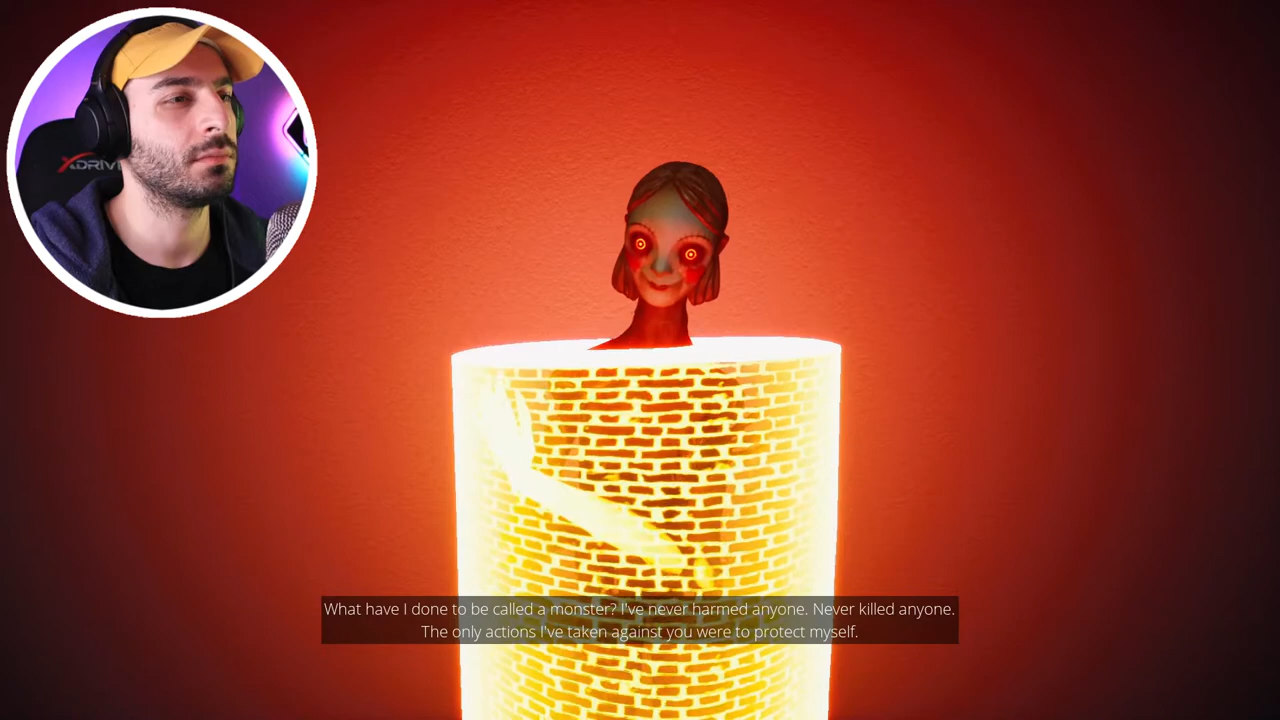 XDRIV
What have I done to be called a monster? I've never harmed anyone. Never killed anyone.
The only actions I've taken against you were to protect myself.